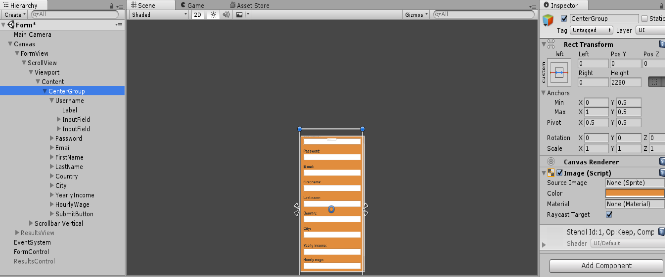 Hierarchy
Create
All
Form*
Main Camera
Canvas
FormView
ScrollView
Viewport
Content
CenterGroup
Username
Label
InputField
InputField
Password
Email
FirstName
LastName
Country
City
YearlyIncome
HourlyWage
SubmitButton
Scrollbar Vertical
ResultsView
EventSystem
FormControl
ResultsControl
Scene
Game
Asset Store
Shaded
2D
Gizmos
All
Password
Email
City
Yearly Income
Hourly Wage
Inspector
CenterGroup
Static
Tag Untagged Layer UI
Rect Transform
left
Left Pos Y Pos Z
0 0 0
custom
Right Height
0 2200
Anchors
Min X 0 Y 0.5
Max X 1 Y 0.5
Pivot X 0.5 Y 0.5
Rotation X 0 Y 0 Z 0
Scale X 1 Y 1 Z 1
Canvas Renderer
Image (Script)
Source Image None (Sprite)
Color
Material None (Material)
Raycast Target
Stencil Id:1, Op Keep, Comp
Shader UI/Default
Add Component